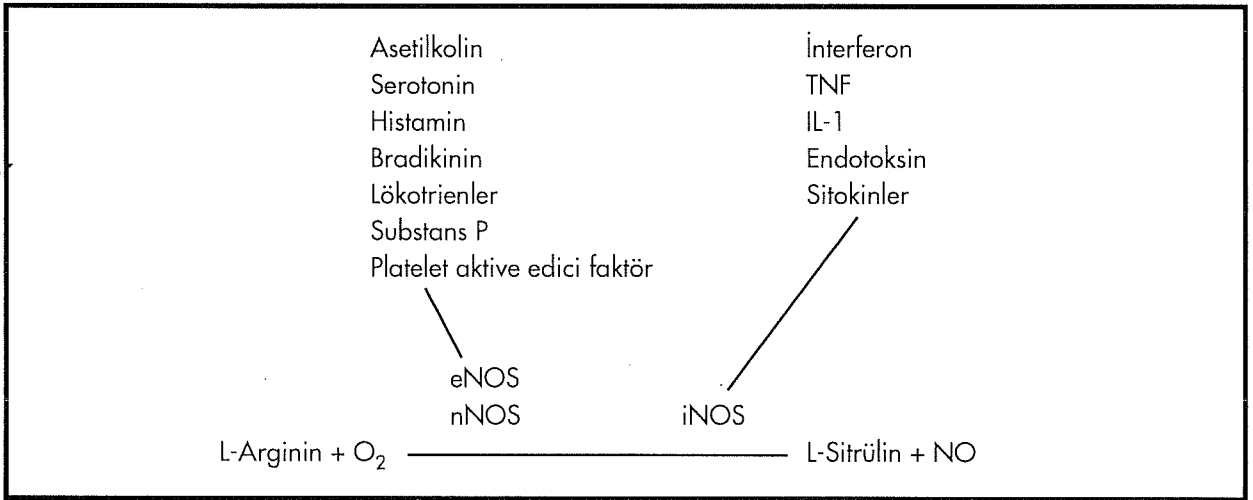 Asetilkolin
Serotonin
Histamin
Bradikinin
Lökotrienler
Substans P
Platelet aktive edici faktör
İnterferon
TNF
IL-1
Endotoksin
Sitokinler
eNOS
nNOS
iNOS
L-Arginin + O₂
L-Sitrülin + NO